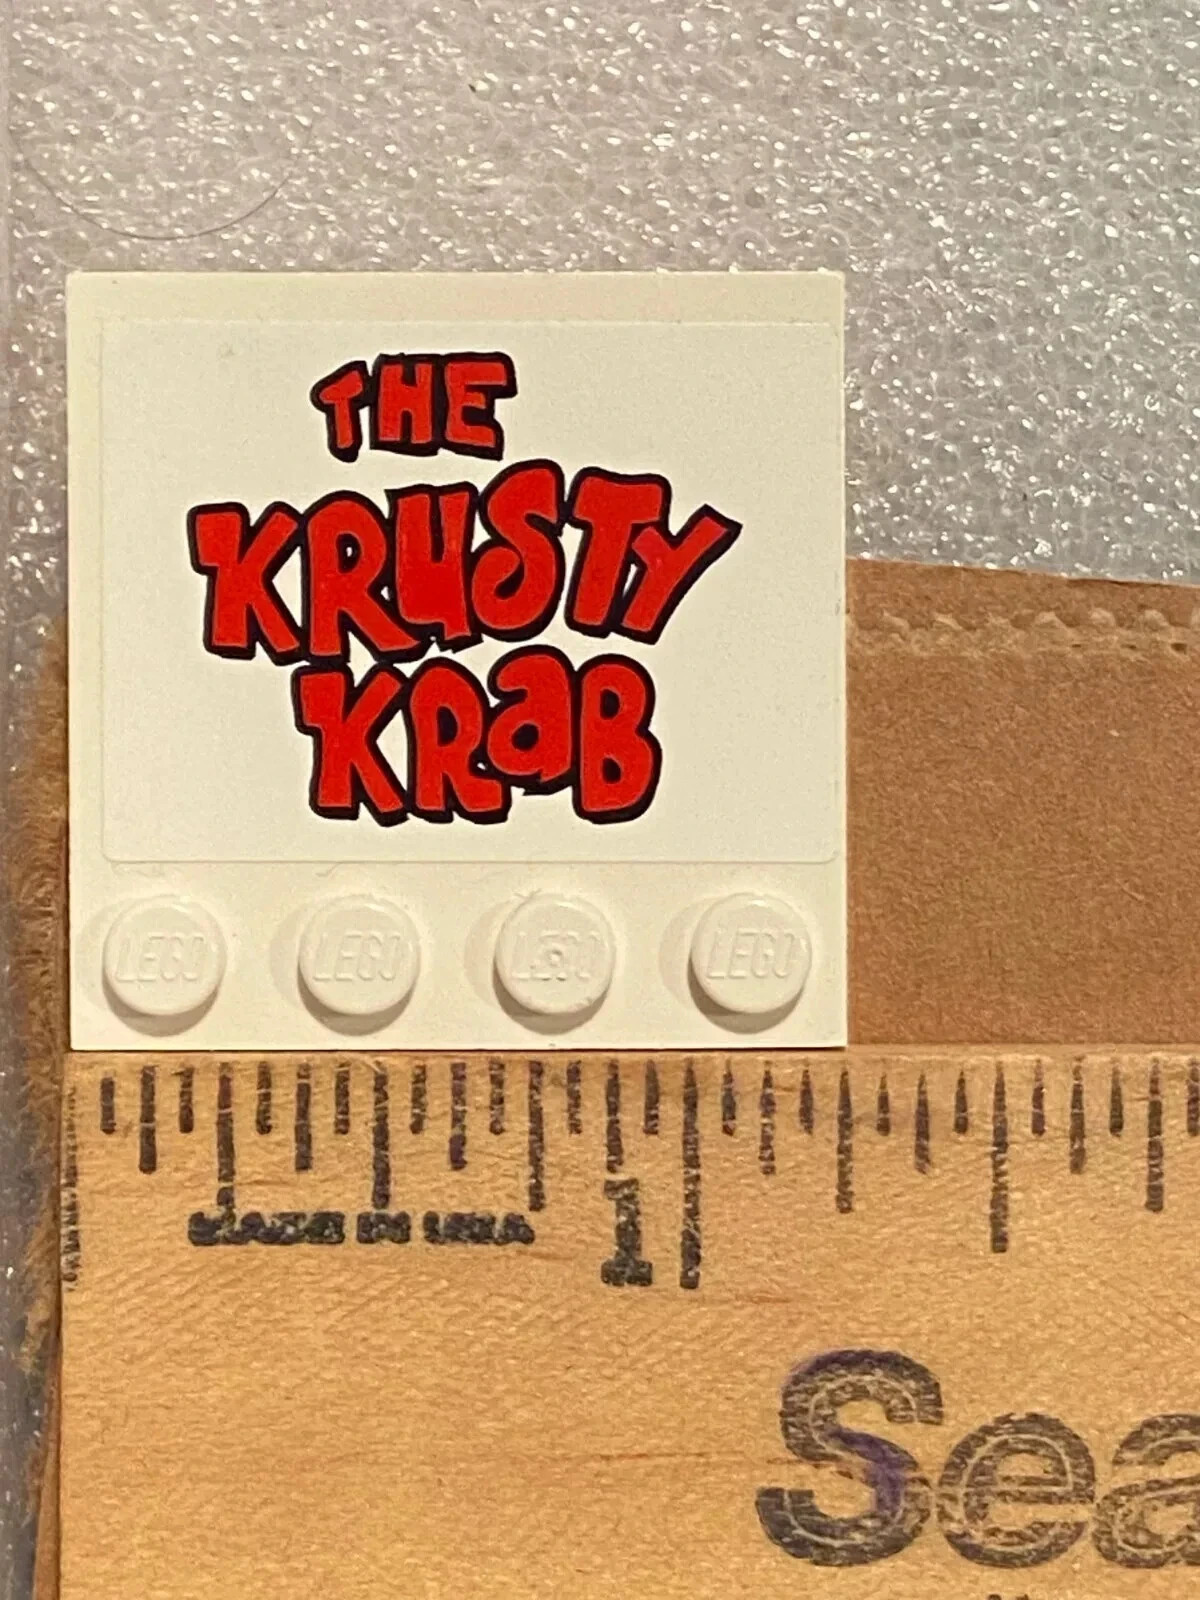 THE
KRUSTY
KRAB
LEGO LEGO LEGO LEGO
MADE IN USA
1
Sea